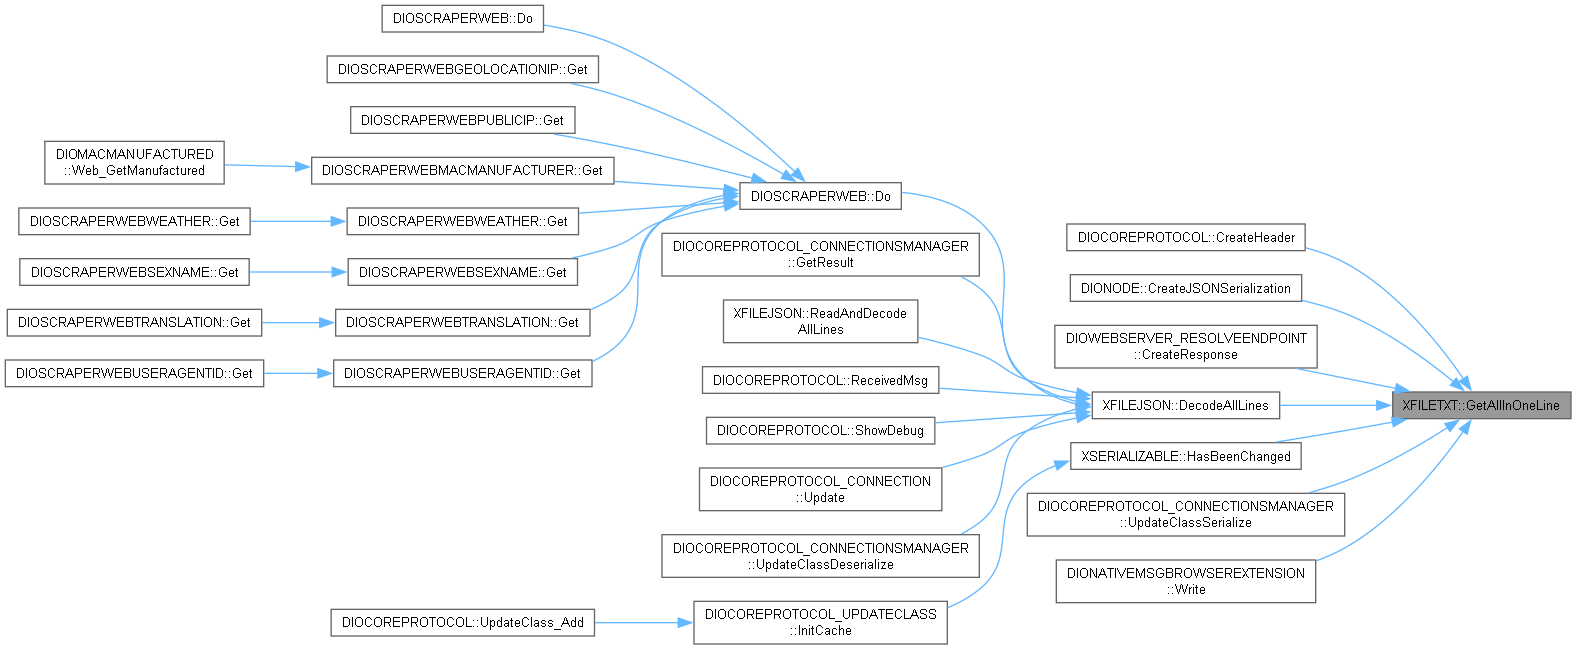 DIOSCRAPERWEB::Do
DIOSCRAPERWEBGEOLOCATIONIP::Get
DIOSCRAPERWEBPUBLICIP::Get
DIOMACMANUFACTURED
::Web_GetManufactured
DIOSCRAPERWEBMACMANUFACTURER::Get
DIOSCRAPERWEB::Do
DIOSCRAPERWEBWEATHER::Get
DIOSCRAPERWEBWEATHER::Get
DIOSCRAPERWEBSEXNAME::Get
DIOSCRAPERWEBSEXNAME::Get
DIOSCRAPERWEBTRANSLATION::Get
DIOSCRAPERWEBTRANSLATION::Get
DIOSCRAPERWEBUSERAGENTID::Get
DIOSCRAPERWEBUSERAGENTID::Get
DIOCOREPROTOCOL_CONNECTIONSMANAGER
::GetResult
XFILEJSON::ReadAndDecode
AllLines
DIOCOREPROTOCOL::ReceivedMsg
DIOCOREPROTOCOL::ShowDebug
DIOCOREPROTOCOL_CONNECTION
::Update
DIOCOREPROTOCOL_CONNECTIONSMANAGER
::UpdateClassDeserialize
DIOCOREPROTOCOL::UpdateClass_Add
DIOCOREPROTOCOL_UPDATECLASS
::InitCache
DIOCOREPROTOCOL::CreateHeader
DIONODE::CreateJSONSerialization
DIOWEBSERVER_RESOLVEENDPOINT
::CreateResponse
XFILEJSON::DecodeAllLines
XFILETXT::GetAllInOneLine
XSERIALIZABLE::HasBeenChanged
DIOCOREPROTOCOL_CONNECTIONSMANAGER
::UpdateClassSerialize
DIONATIVEMSGBROWSEREXTENSION
::Write